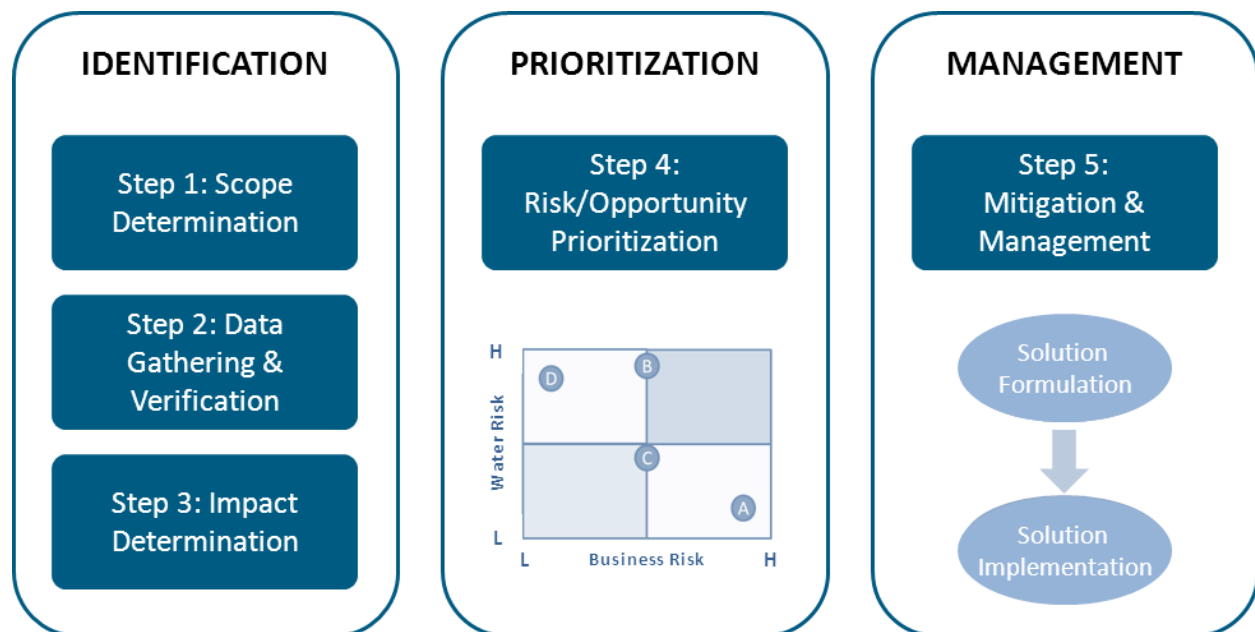 IDENTIFICATION
Step 1: Scope
Determination
Step 2: Data
Gathering &
Verification
Step 3: Impact
Determination
PRIORITIZATION
Step 4:
Risk/Opportunity
Prioritization
H
D
B
C
A
Water Risk
L
L
Business Risk
H
MANAGEMENT
Step 5:
Mitigation &
Management
Solution
Formulation
Solution
Implementation